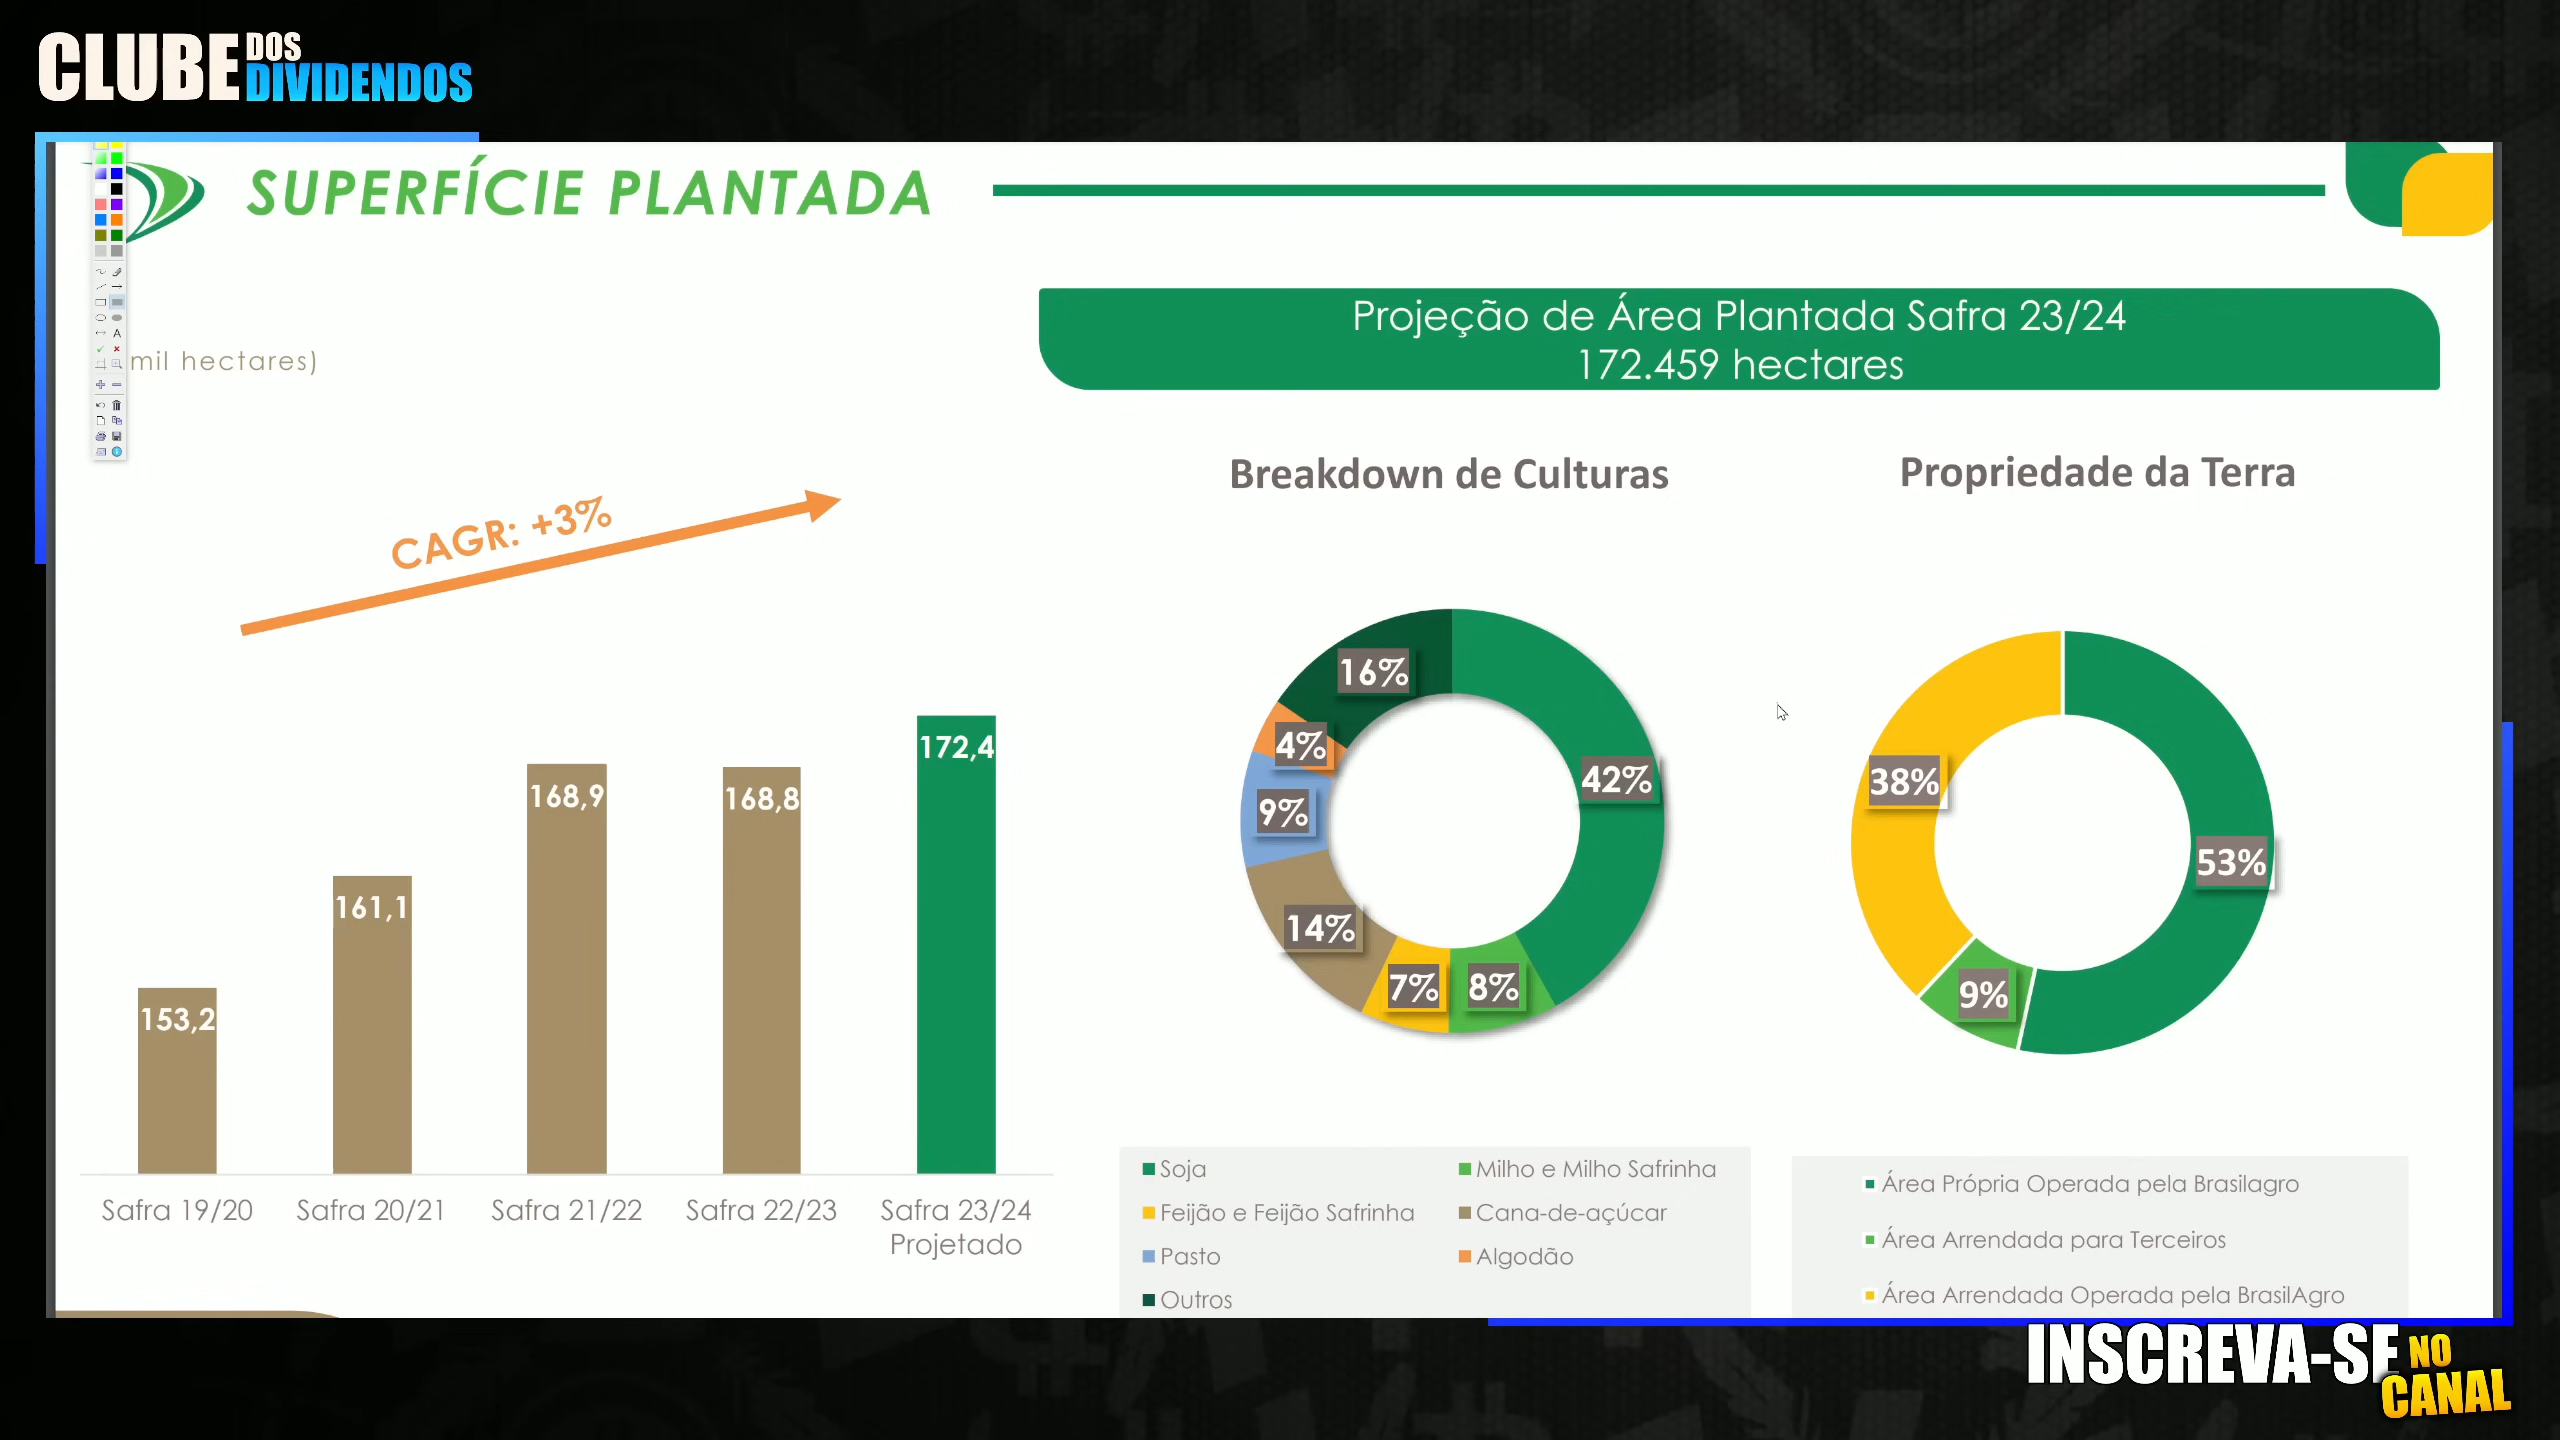 CLUBE DOS
DIVIDENDOS
SUPERFÍCIE PLANTADA
mil hectares)
Projeção de Área Plantada Safra 23/24
172.459 hectares
Breakdown de Culturas
Propriedade da Terra
CAGR: +3%
153,2
161,1
168,9
168,8
172,4
Safra 19/20
Safra 20/21
Safra 21/22
Safra 22/23
Safra 23/24
Projetado
16%
4%
9%
14%
7%
8%
42%
38%
9%
53%
Soja
Milho e Milho Safrinha
Feijão e Feijão Safrinha
Cana-de-açúcar
Pasto
Algodão
Outros
Área Própria Operada pela Brasilagro
Área Arrendada para Terceiros
Área Arrendada Operada pela BrasilAgro
INSCREVA-SE NO
CANAL